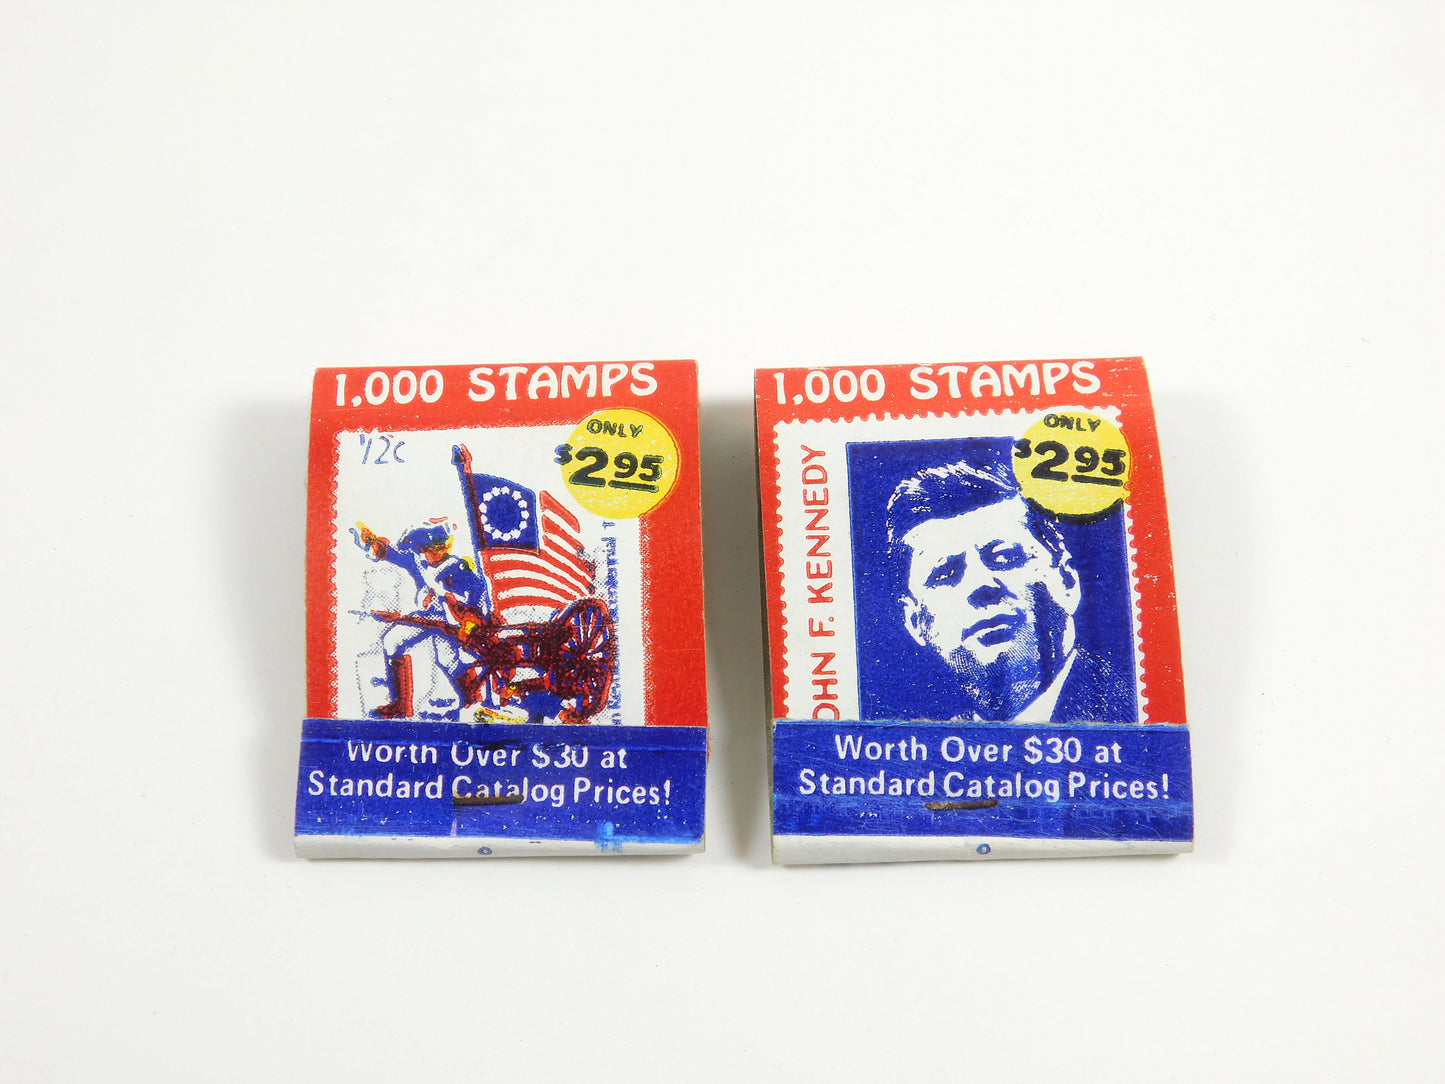 1,000 STAMPS
ONLY
$2.95
1/2c
Worth Over $30 at
Standard Catalog Prices!
1,000 STAMPS
ONLY
$2.95
OHN F. KENNEDY
Worth Over $30 at
Standard Catalog Prices!